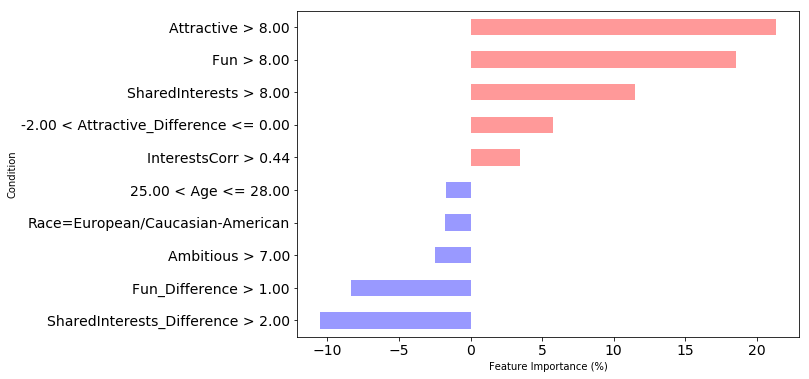 Attractive > 8.00
Fun > 8.00
SharedInterests > 8.00
-2.00 < Attractive_Difference <= 0.00
InterestsCorr > 0.44
25.00 < Age <= 28.00
Race=European/Caucasian-American
Ambitious > 7.00
Fun_Difference > 1.00
SharedInterests_Difference > 2.00
Condition
−10 −5 0 5 10 15 20
Feature Importance (%)